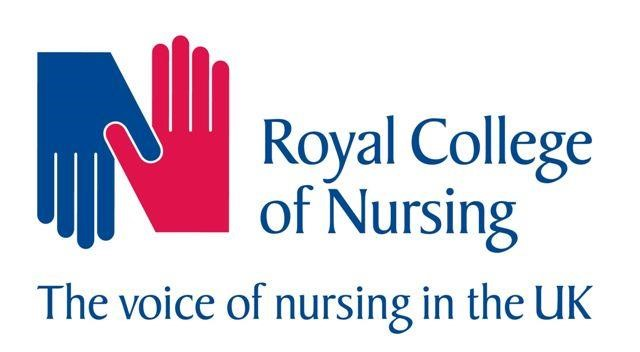 Royal College
of Nursing
The voice of nursing in the UK